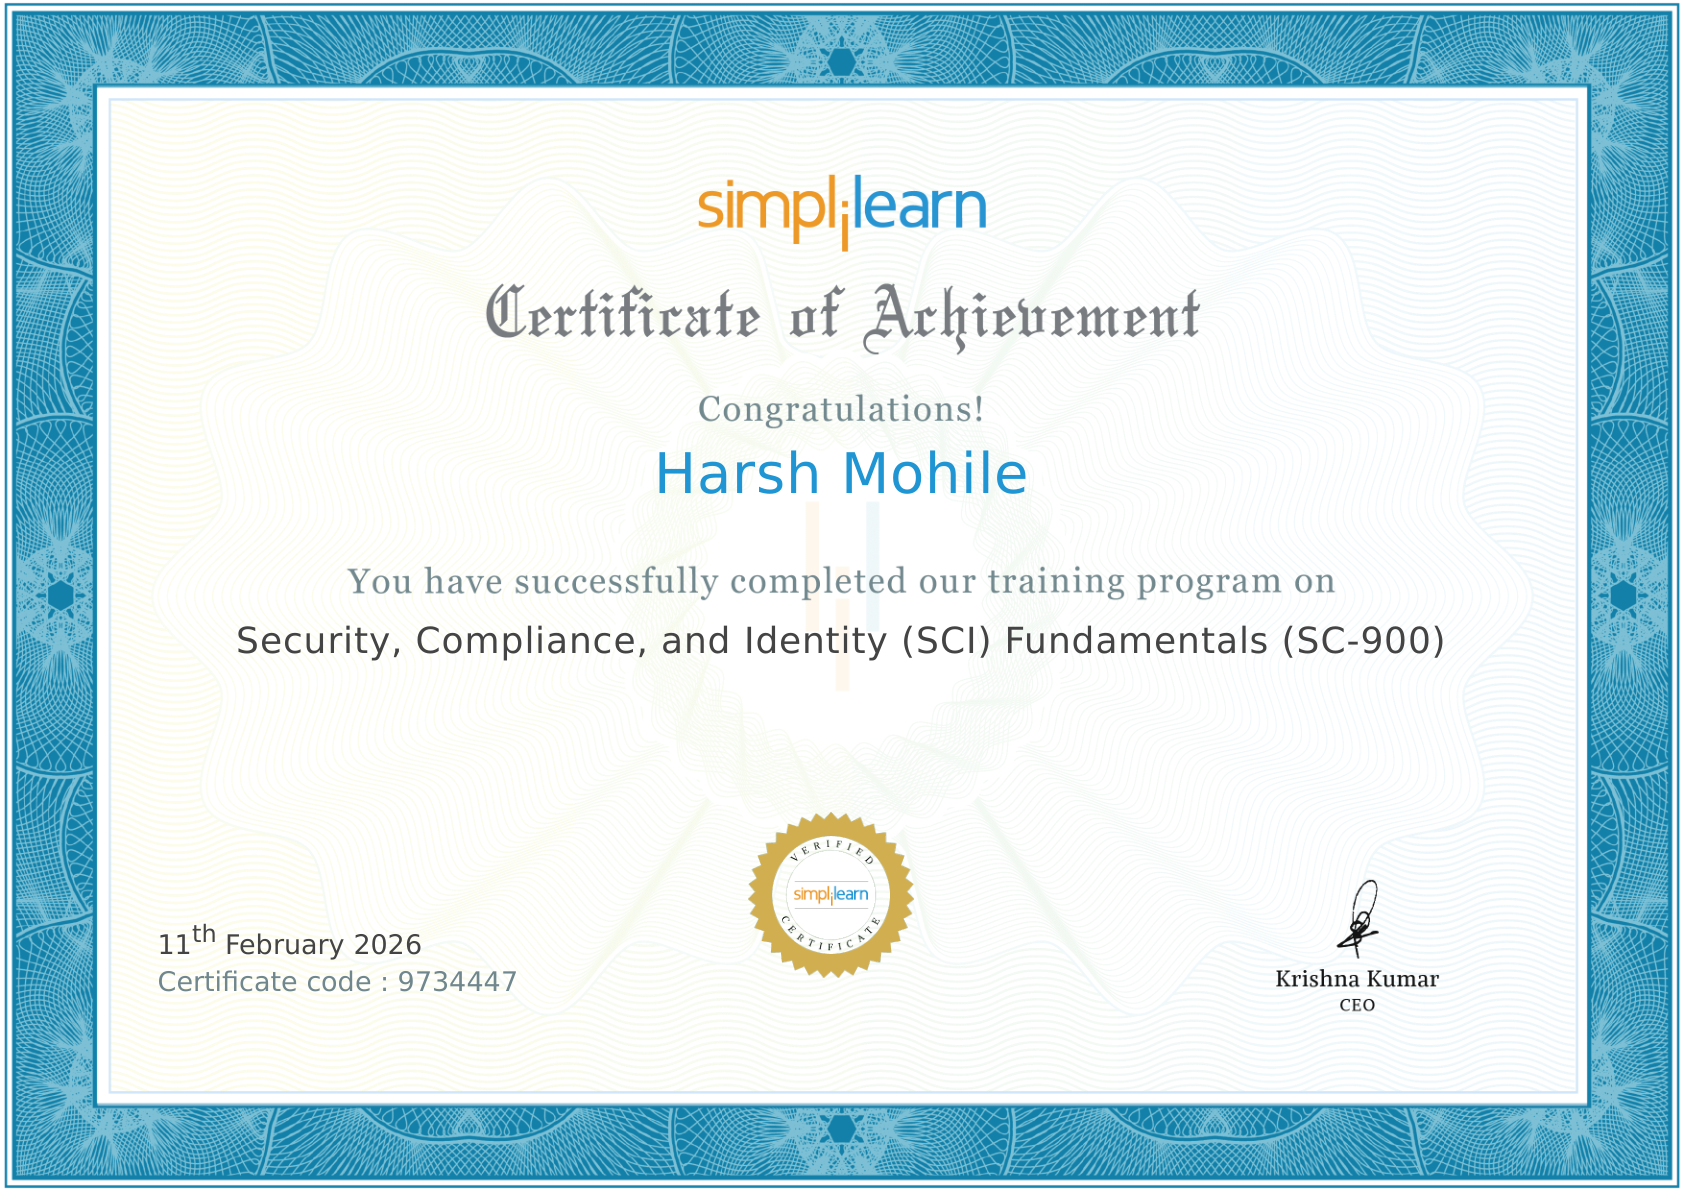 simplilearn
Certificate of Achievement
Congratulations!
Harsh Mohile
You have successfully completed our training program on
Security, Compliance, and Identity (SCI) Fundamentals (SC-900)
VERIFIED
simplilearn
CERTIFICATE
11th February 2026
Certificate code : 9734447
Krishna Kumar
CEO